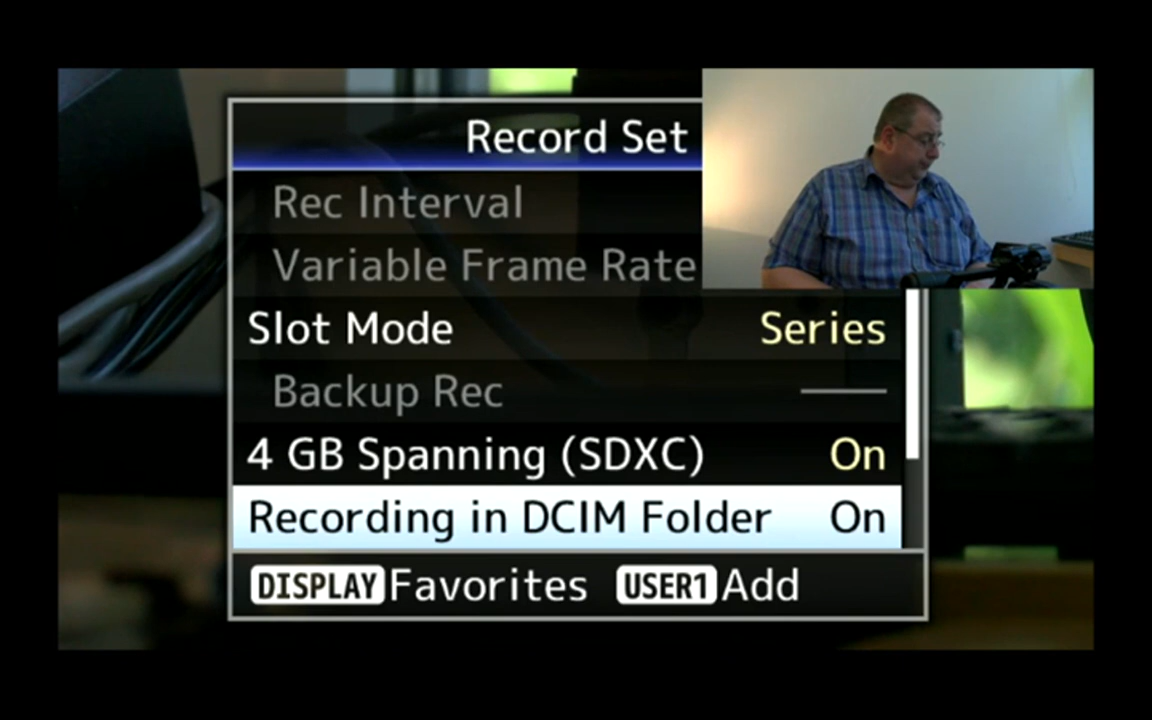 Record Set
Rec Interval
Variable Frame Rate
Slot Mode Series
Backup Rec
4 GB Spanning (SDXC) On
Recording in DCIM Folder On
DISPLAY Favorites USER1 Add